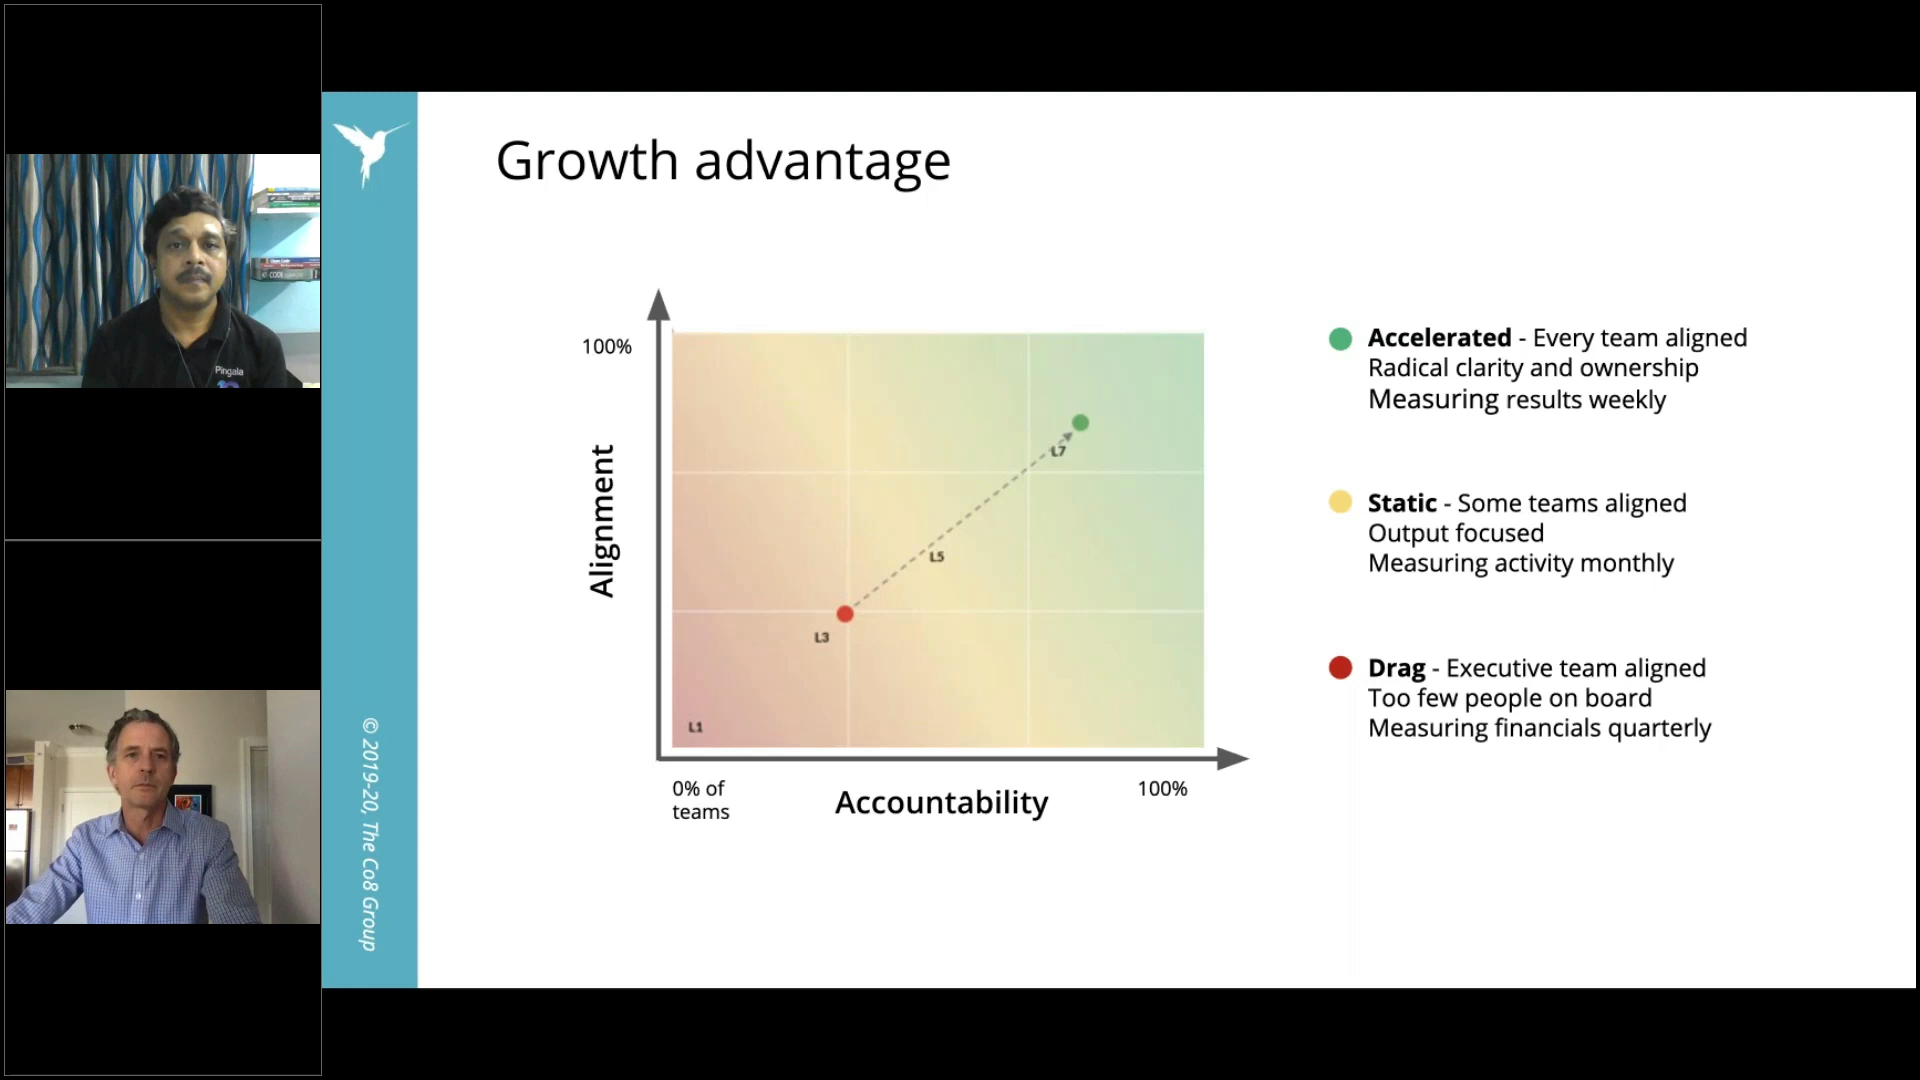 Growth advantage
100%
Alignment
L7
L5
L3
L1
0% of
teams
Accountability
100%
Accelerated - Every team aligned
Radical clarity and ownership
Measuring results weekly
Static - Some teams aligned
Output focused
Measuring activity monthly
Drag - Executive team aligned
Too few people on board
Measuring financials quarterly
© 2019-20, The Co8 Group
Pingala
CODE